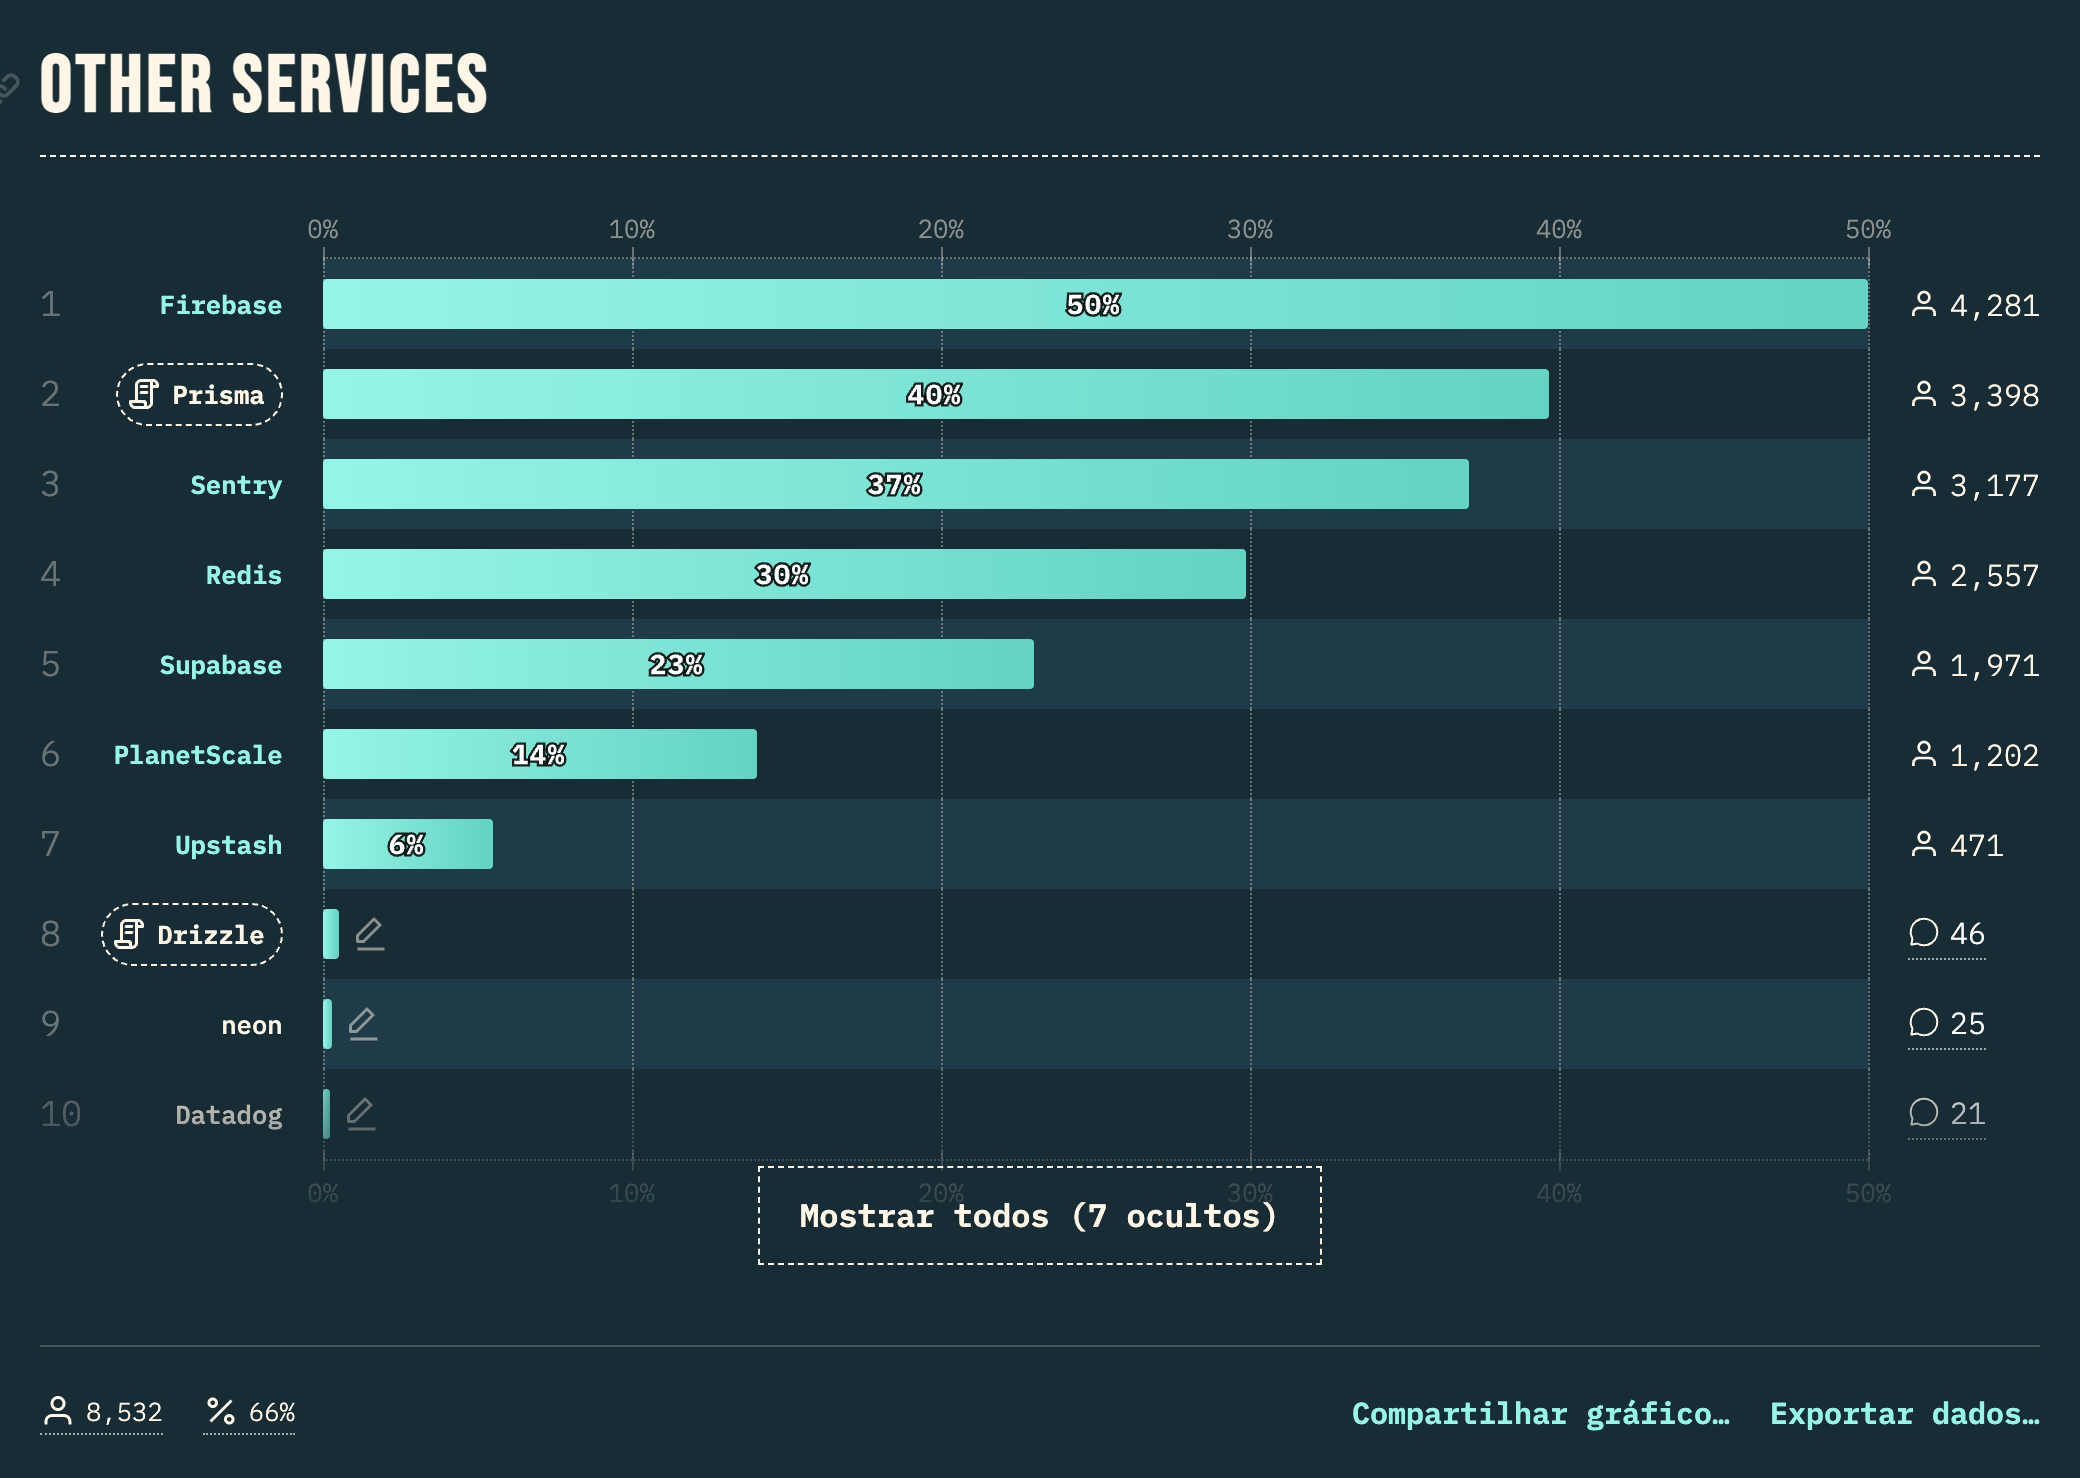 OTHER SERVICES
0% 10% 20% 30% 40% 50%
1 Firebase 50% 4,281
2 Prisma 40% 3,398
3 Sentry 37% 3,177
4 Redis 30% 2,557
5 Supabase 23% 1,971
6 PlanetScale 14% 1,202
7 Upstash 6% 471
8 Drizzle 46
9 neon 25
10 Datadog 21
0% 10% 20% 30% 40% 50%
Mostrar todos (7 ocultos)
8,532 66% Compartilhar gráfico… Exportar dados…